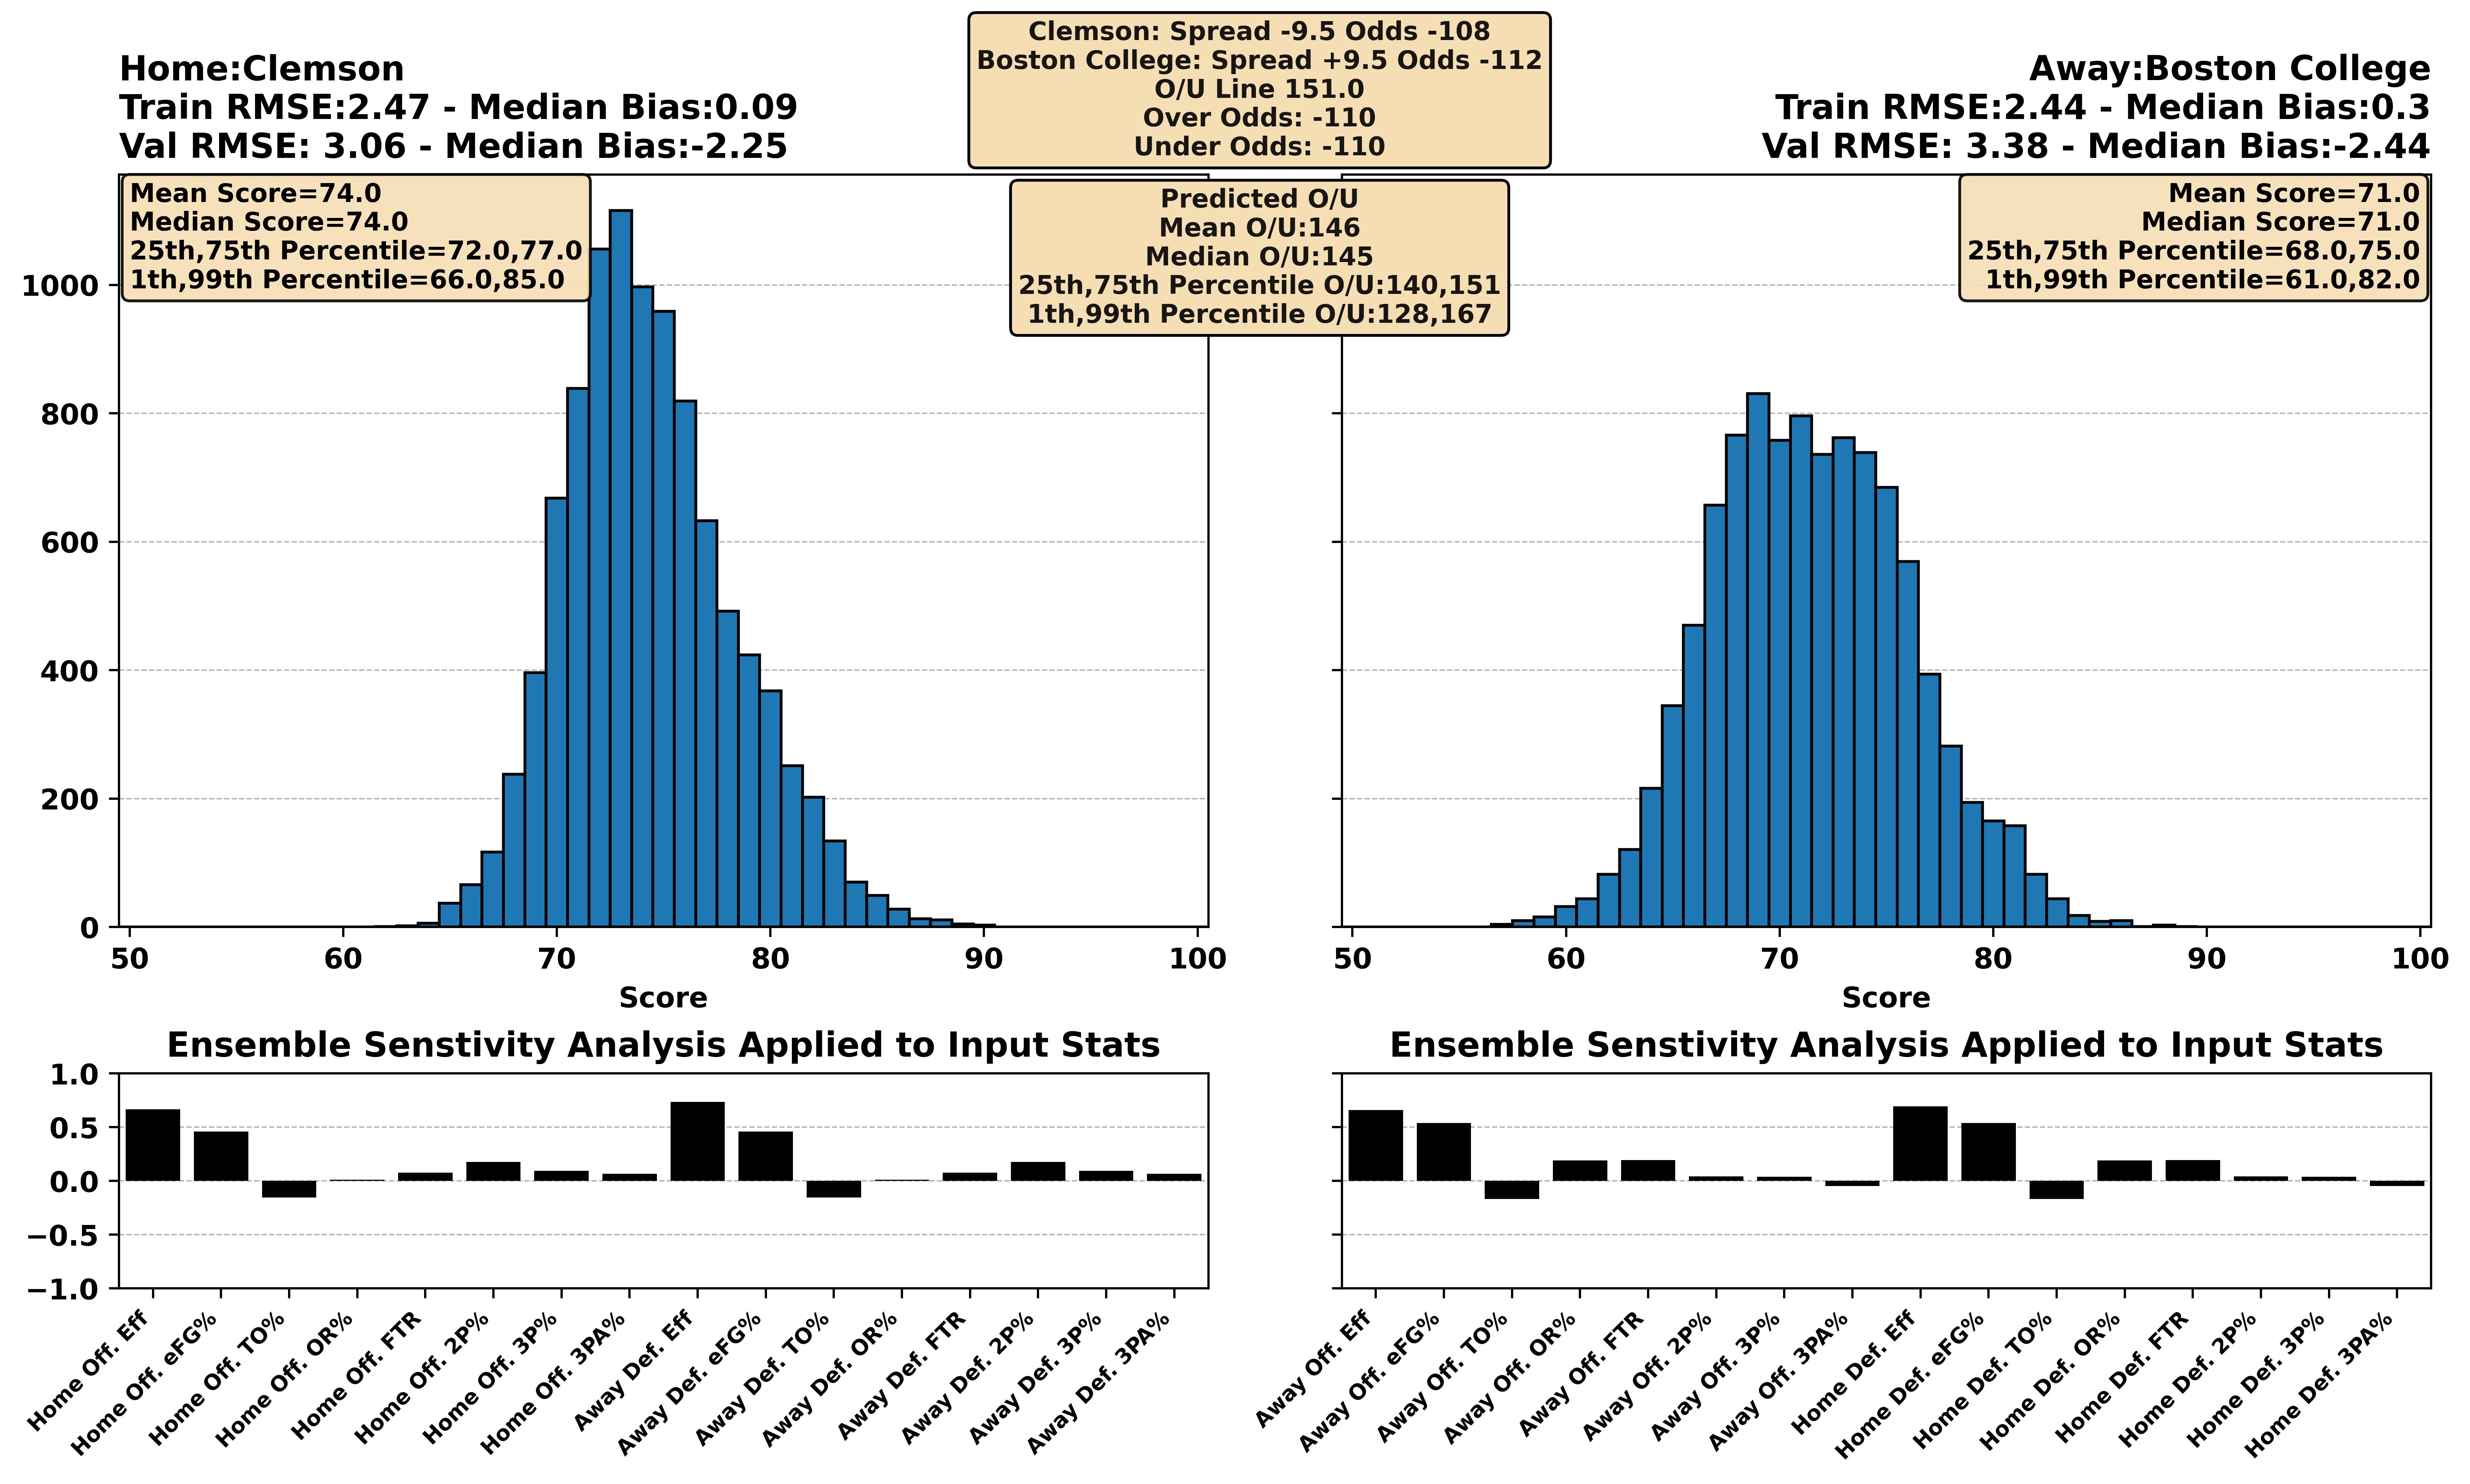 Clemson: Spread -9.5 Odds -108
Boston College: Spread +9.5 Odds -112
O/U Line 151.0
Over Odds: -110
Under Odds: -110
Home:Clemson
Train RMSE:2.47 - Median Bias:0.09
Val RMSE: 3.06 - Median Bias:-2.25
Away:Boston College
Train RMSE:2.44 - Median Bias:0.3
Val RMSE: 3.38 - Median Bias:-2.44
Mean Score=74.0
Median Score=74.0
25th,75th Percentile=72.0,77.0
1th,99th Percentile=66.0,85.0
Predicted O/U
Mean O/U:146
Median O/U:145
25th,75th Percentile O/U:140,151
1th,99th Percentile O/U:128,167
Mean Score=71.0
Median Score=71.0
25th,75th Percentile=68.0,75.0
1th,99th Percentile=61.0,82.0
1000
800
600
400
200
0
50 60 70 80 90 100
Score
50 60 70 80 90 100
Score
Ensemble Senstivity Analysis Applied to Input Stats
1.0
0.5
0.0
−0.5
−1.0
Home Off. Eff
Home Off. eFG%
Home Off. TO%
Home Off. OR%
Home Off. FTR
Home Off. 2P%
Home Off. 3P%
Home Off. 3PA%
Away Def. Eff
Away Def. eFG%
Away Def. TO%
Away Def. OR%
Away Def. FTR
Away Def. 2P%
Away Def. 3P%
Away Def. 3PA%
Ensemble Senstivity Analysis Applied to Input Stats
Away Off. Eff
Away Off. eFG%
Away Off. TO%
Away Off. OR%
Away Off. FTR
Away Off. 2P%
Away Off. 3P%
Away Off. 3PA%
Home Def. Eff
Home Def. eFG%
Home Def. TO%
Home Def. OR%
Home Def. FTR
Home Def. 2P%
Home Def. 3P%
Home Def. 3PA%